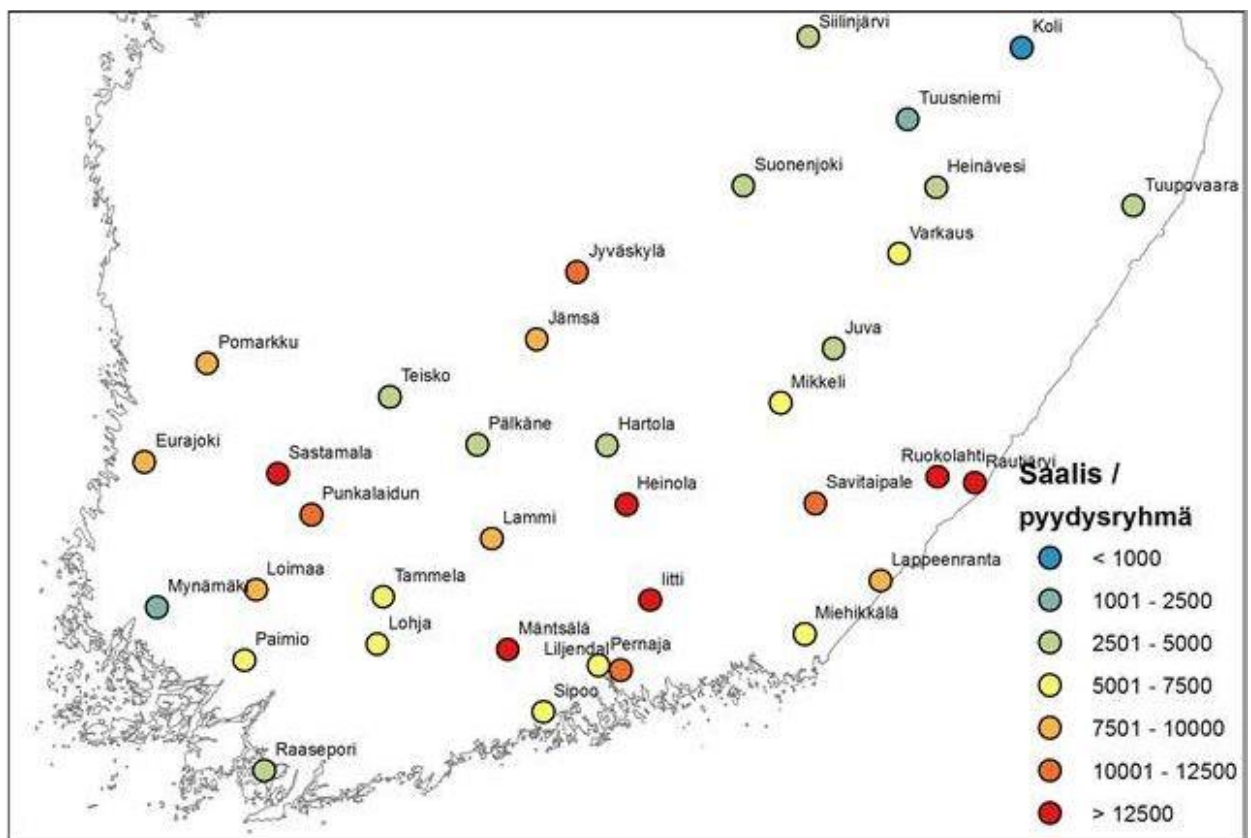 Siilinjärvi
Koli
Tuusniemi
Suonenjoki
Heinävesi
Tuupovaara
Varkaus
Jyväskylä
Jämsä
Juva
Pomarkku
Teisko
Mikkeli
Pälkäne
Hartola
Eurajoki
Sastamala
Ruokolahti
Rautjärvi
Heinola
Savitaipale
Punkalaidun
Lammi
Lappeenranta
Loimaa
Tammela
Iitti
Mynämäk
Miehikkälä
Lohja
Mäntsälä
Paimio
Liljendal
Pernaja
Sipoo
Raasepori
Saalis /
pyydysryhmä
< 1000
1001 - 2500
2501 - 5000
5001 - 7500
7501 - 10000
10001 - 12500
> 12500